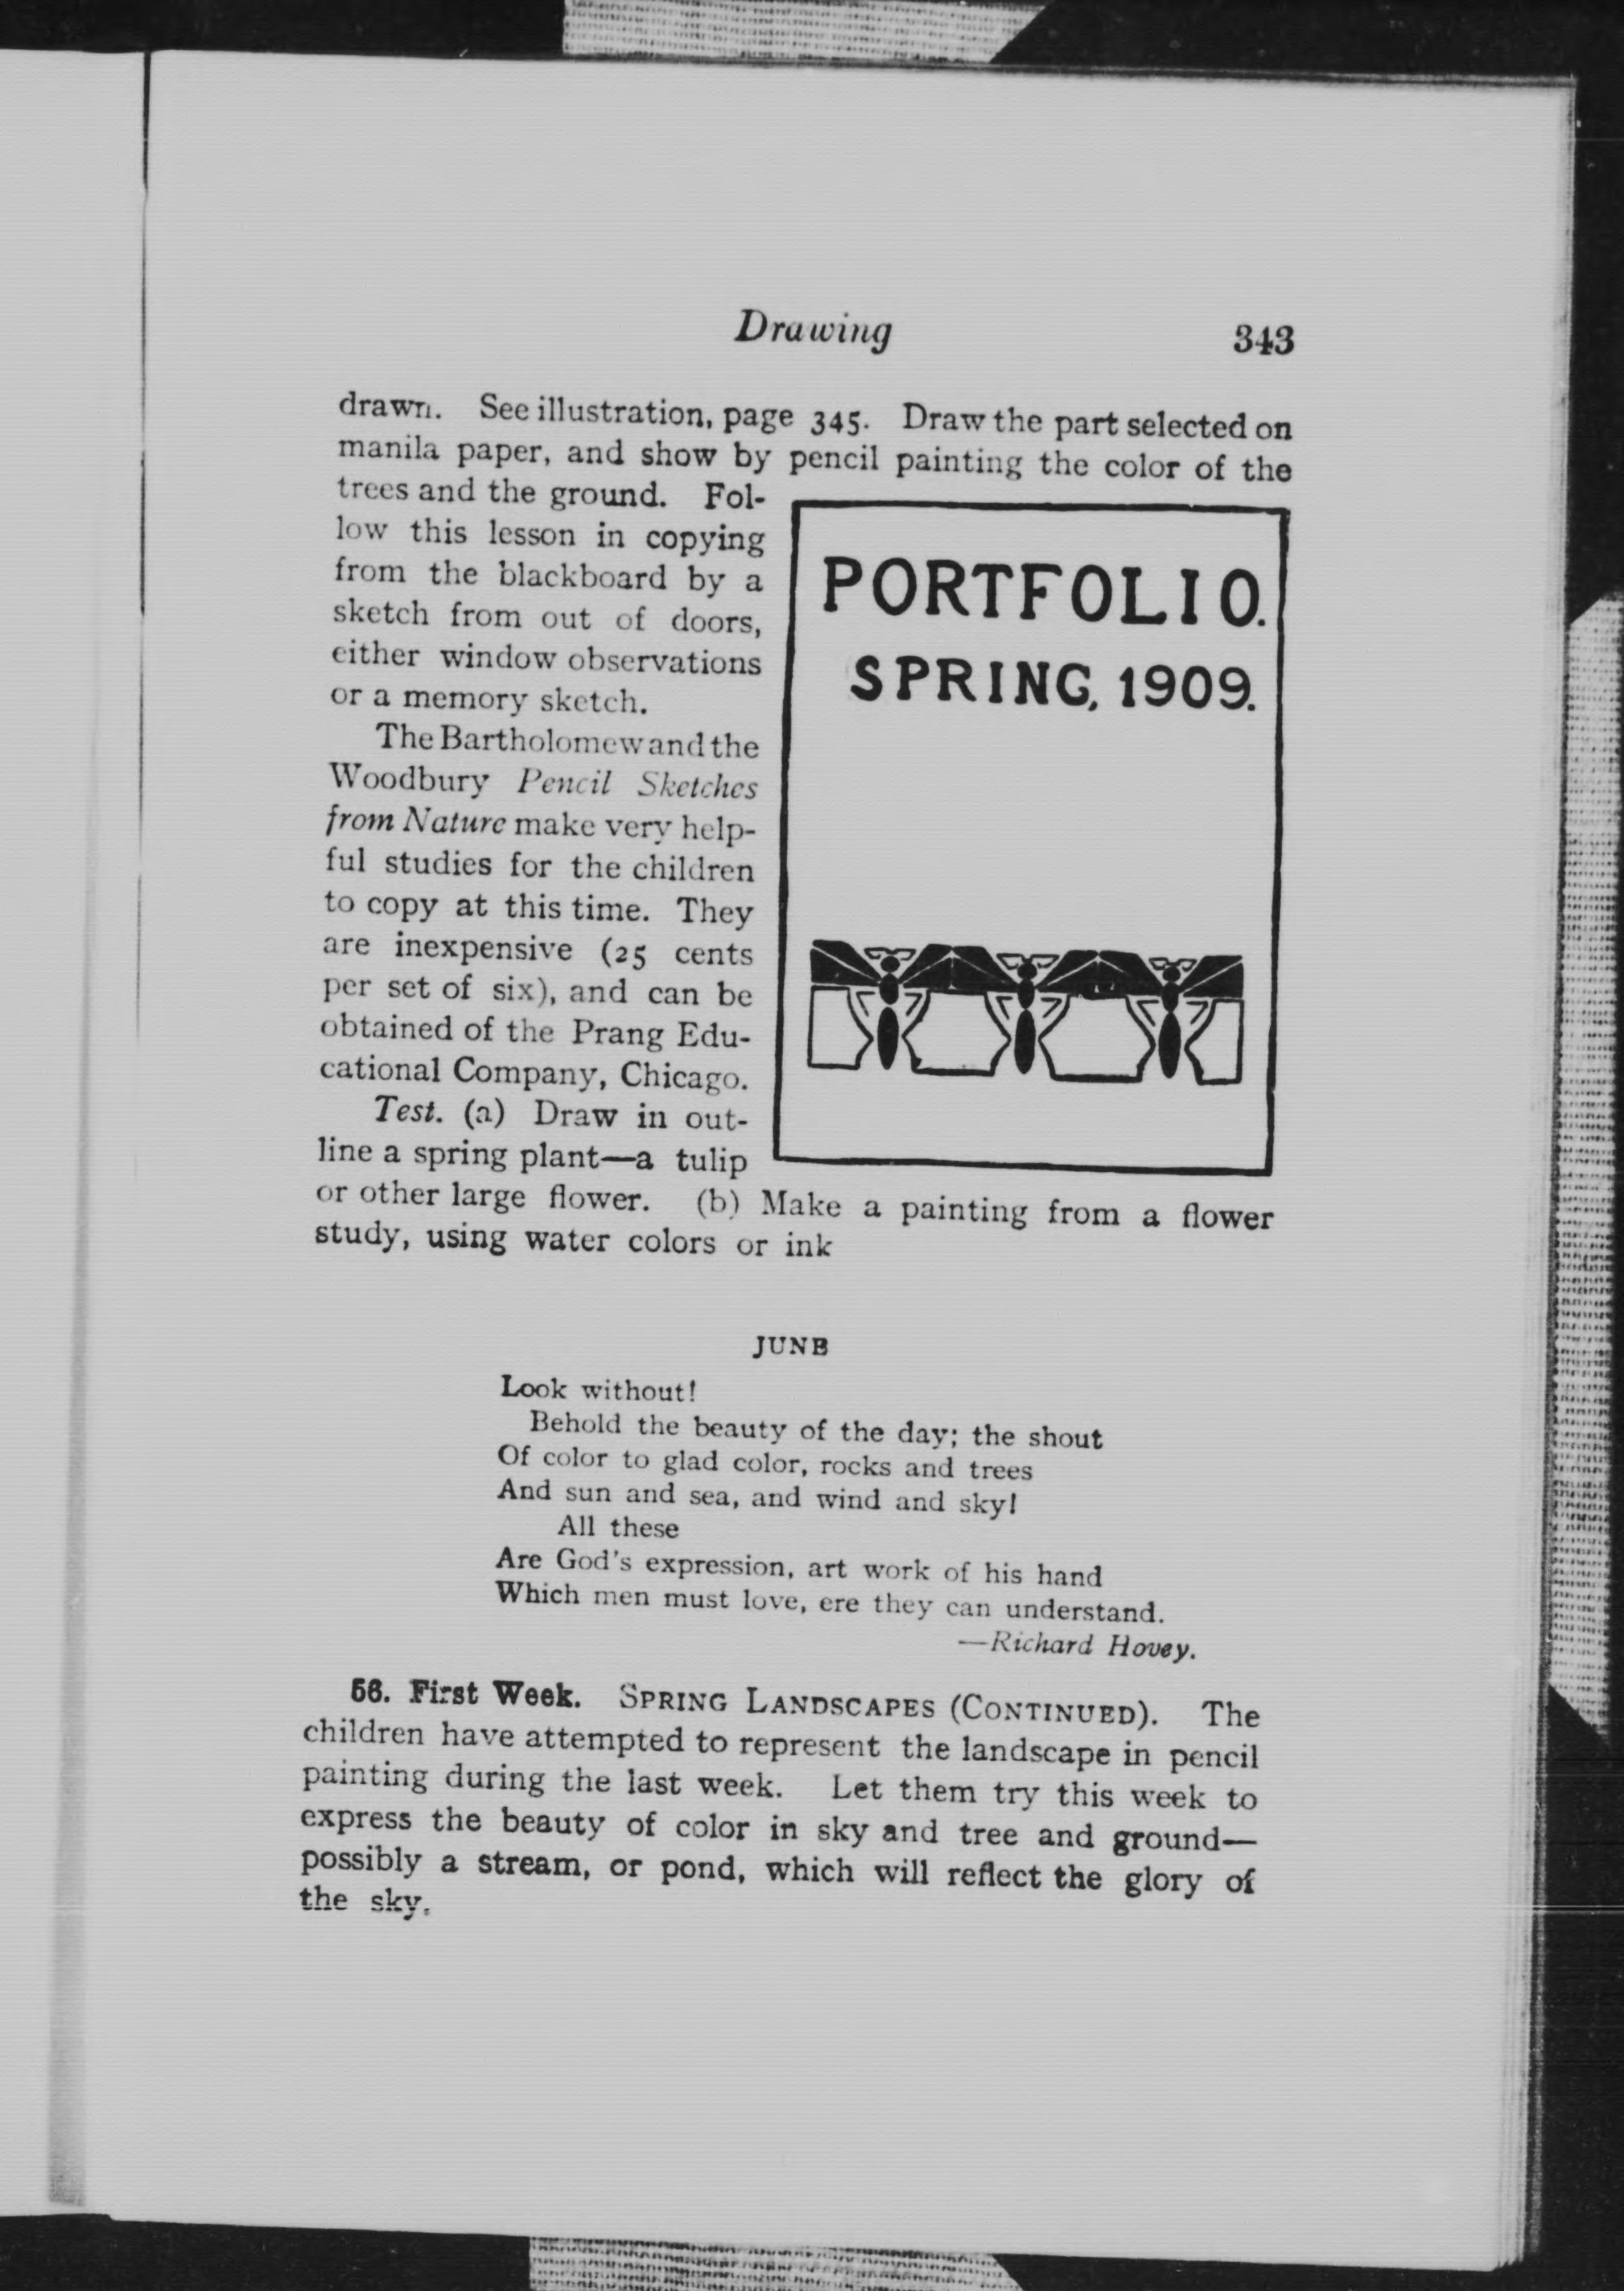 Drawing 343
drawn. See illustration, page 345. Draw the part selected on
manila paper, and show by pencil painting the color of the
trees and the ground. Fol-
low this lesson in copying
from the blackboard by a
sketch from out of doors,
either window observations
or a memory sketch.
The Bartholomew and the
Woodbury Pencil Sketches
from Nature make very help-
ful studies for the children
to copy at this time. They
are inexpensive (25 cents
per set of six), and can be
obtained of the Prang Edu-
cational Company, Chicago.
Test. (a) Draw in out-
line a spring plant—a tulip
or other large flower. (b) Make a painting from a flower
study, using water colors or ink
PORTFOLIO.
SPRING, 1909.
JUNE
Look without!
Behold the beauty of the day; the shout
Of color to glad color, rocks and trees
And sun and sea, and wind and sky!
All these
Are God's expression, art work of his hand
Which men must love, ere they can understand.
—Richard Hovey.
56. First Week. SPRING LANDSCAPES (CONTINUED). The
children have attempted to represent the landscape in pencil
painting during the last week. Let them try this week to
express the beauty of color in sky and tree and ground—
possibly a stream, or pond, which will reflect the glory of
the sky.